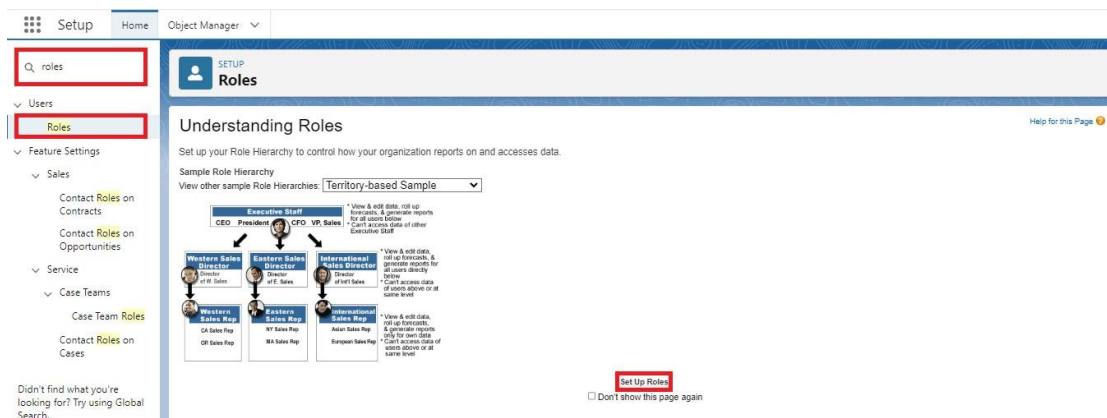 Setup
Home
Object Manager
roles
Users
Roles
Feature Settings
Sales
Contact Roles on
Contracts
Contact Roles on
Opportunities
Service
Case Teams
Case Team Roles
Contact Roles on
Cases
Didn't find what you're
looking for? Try using Global
Search.
SETUP
Roles
Understanding Roles
Help for this Page
Set up your Role Hierarchy to control how your organization reports on and accesses data.
Sample Role Hierarchy
View other sample Role Hierarchies: Territory-based Sample
Executive Staff
CEO President CFO VP, Sales
* View & edit data, roll up
forecasts, & generate reports
for all users below
* Can't access data of other
Executive Staff
Western Sales
Director
Director
of W. Sales
Eastern Sales
Director
Director
of E. Sales
International
Sales Director
Director
of Int'l Sales
* View & edit data,
roll up forecasts, &
generate reports for
all users directly
below
* Can't access data
of users above or at
same level
Western
Sales Rep
CA Sales Rep
OR Sales Rep
Eastern
Sales Rep
NY Sales Rep
MA Sales Rep
International
Sales Rep
Asian Sales Rep
European Sales Rep
* View & edit data,
roll up forecasts,
& generate reports
only for own data
* Can't access data of
users above or at
same level
Set Up Roles
Don't show this page again